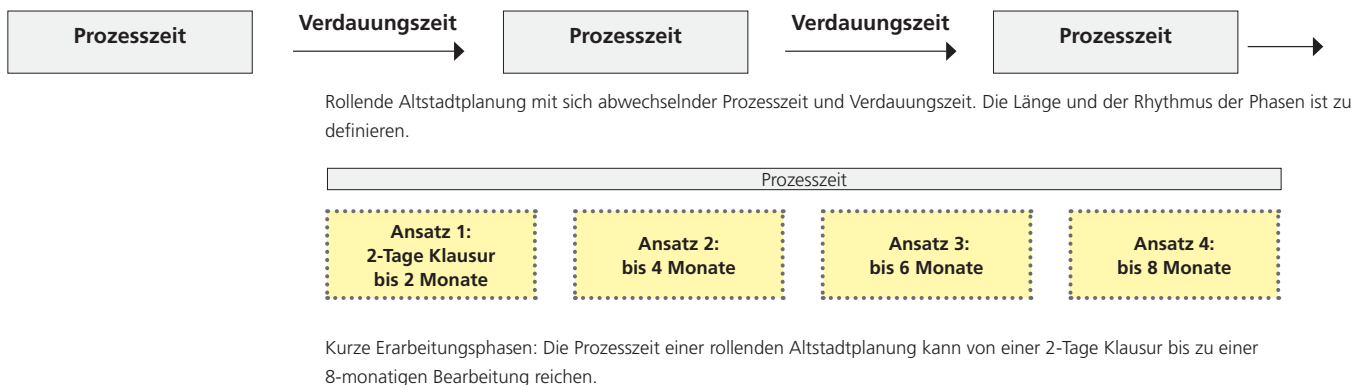 Prozesszeit
Verdauungszeit
Prozesszeit
Verdauungszeit
Prozesszeit
Rollende Altstadtplanung mit sich abwechselnder Prozesszeit und Verdauungszeit. Die Länge und der Rhythmus der Phasen ist zu
definieren.
Prozesszeit
Ansatz 1:
2-Tage Klausur
bis 2 Monate
Ansatz 2:
bis 4 Monate
Ansatz 3:
bis 6 Monate
Ansatz 4:
bis 8 Monate
Kurze Erarbeitungsphasen: Die Prozesszeit einer rollenden Altstadtplanung kann von einer 2-Tage Klausur bis zu einer
8-monatigen Bearbeitung reichen.